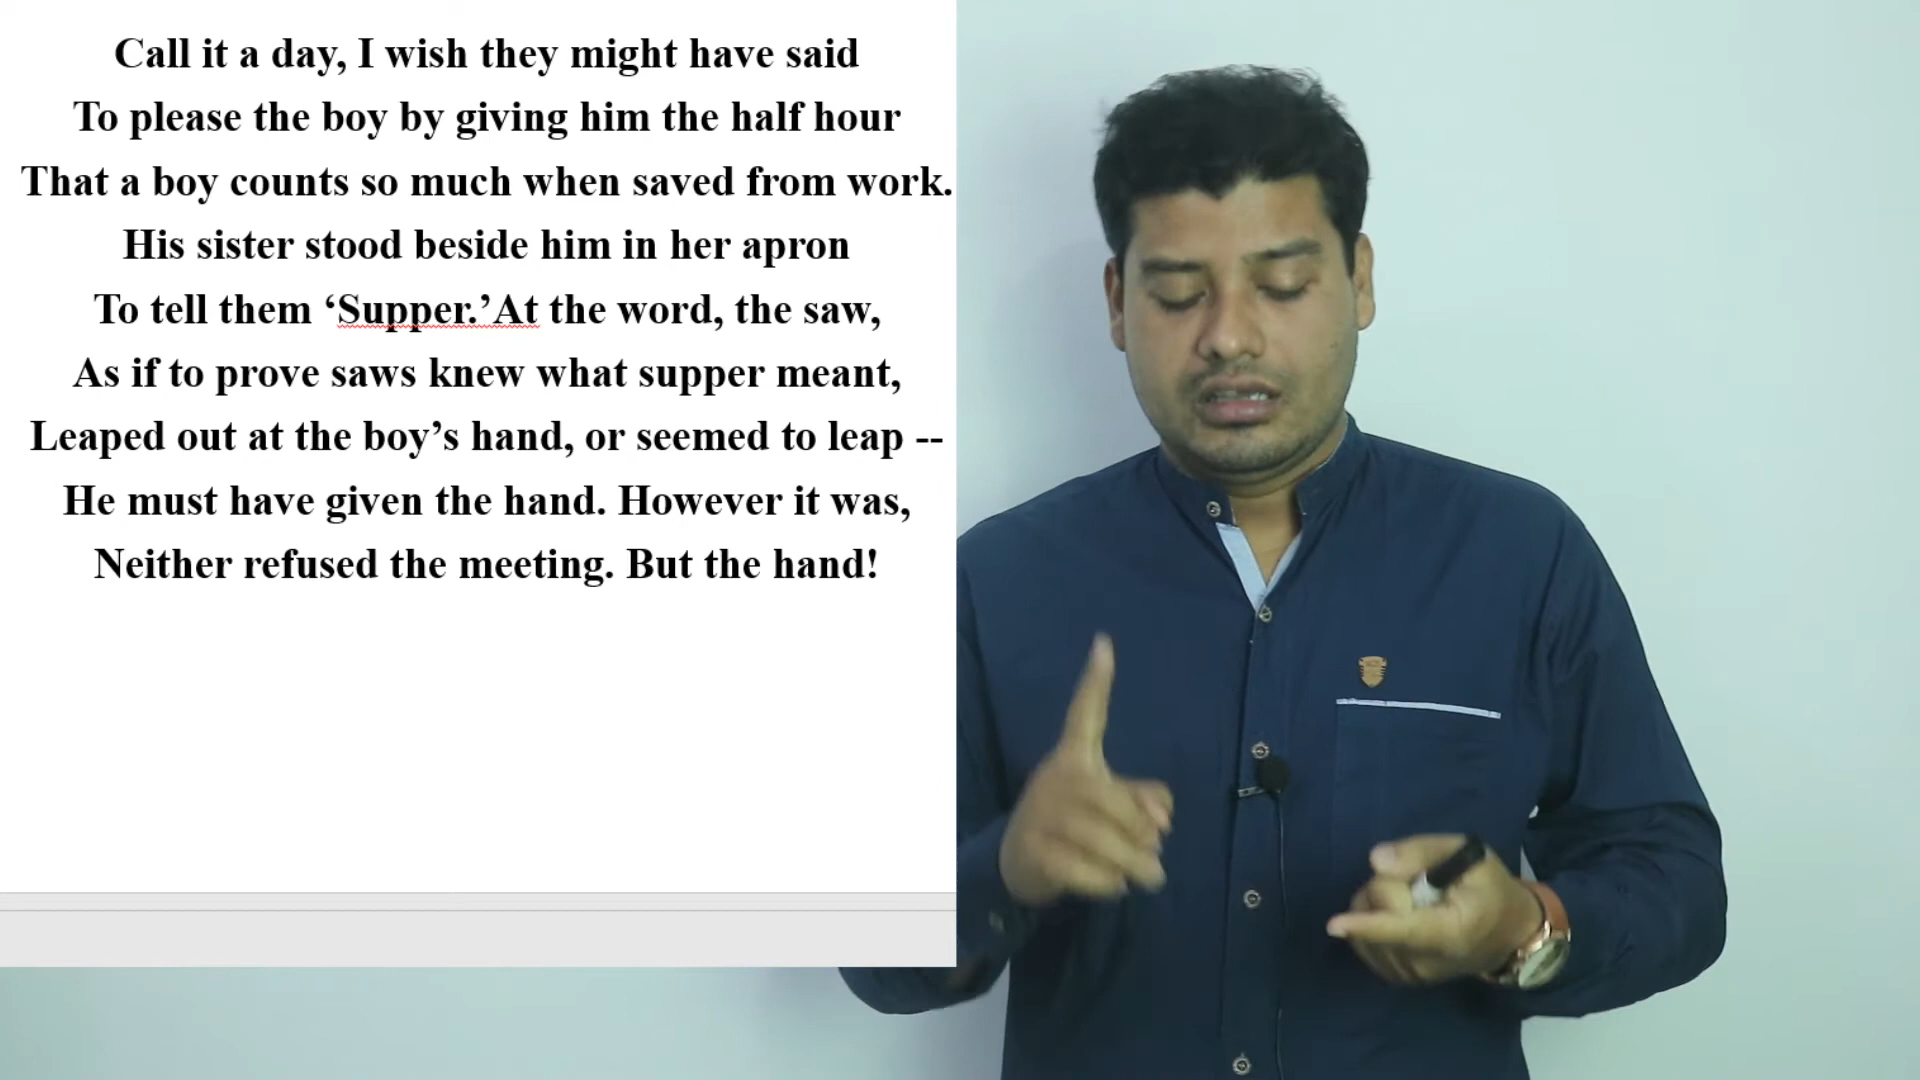 Call it a day, I wish they might have said
To please the boy by giving him the half hour
That a boy counts so much when saved from work.
His sister stood beside him in her apron
To tell them ‘Supper.’At the word, the saw,
As if to prove saws knew what supper meant,
Leaped out at the boy’s hand, or seemed to leap --
He must have given the hand. However it was,
Neither refused the meeting. But the hand!